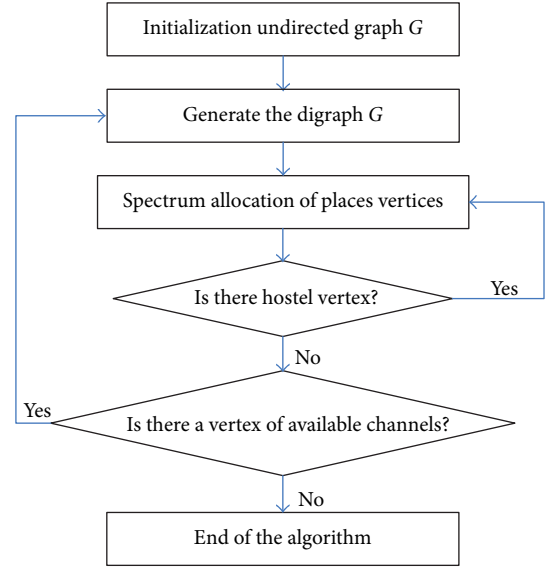 Initialization undirected graph G
Generate the digraph G
Spectrum allocation of places vertices
Is there hostel vertex?
Yes
No
Yes
Is there a vertex of available channels?
No
End of the algorithm